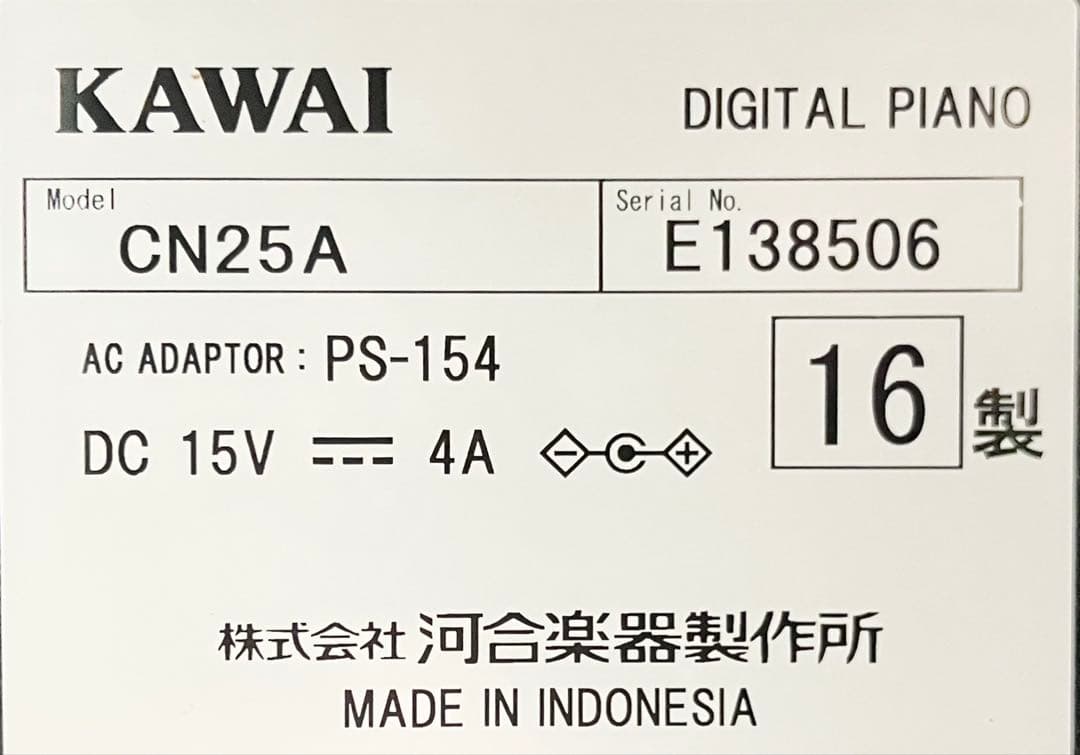 KAWAI DIGITAL PIANO
Model Serial No.
CN25A E138506
AC ADAPTOR : PS-154
16 製
DC 15V 4A
株式会社 河合楽器製作所
MADE IN INDONESIA